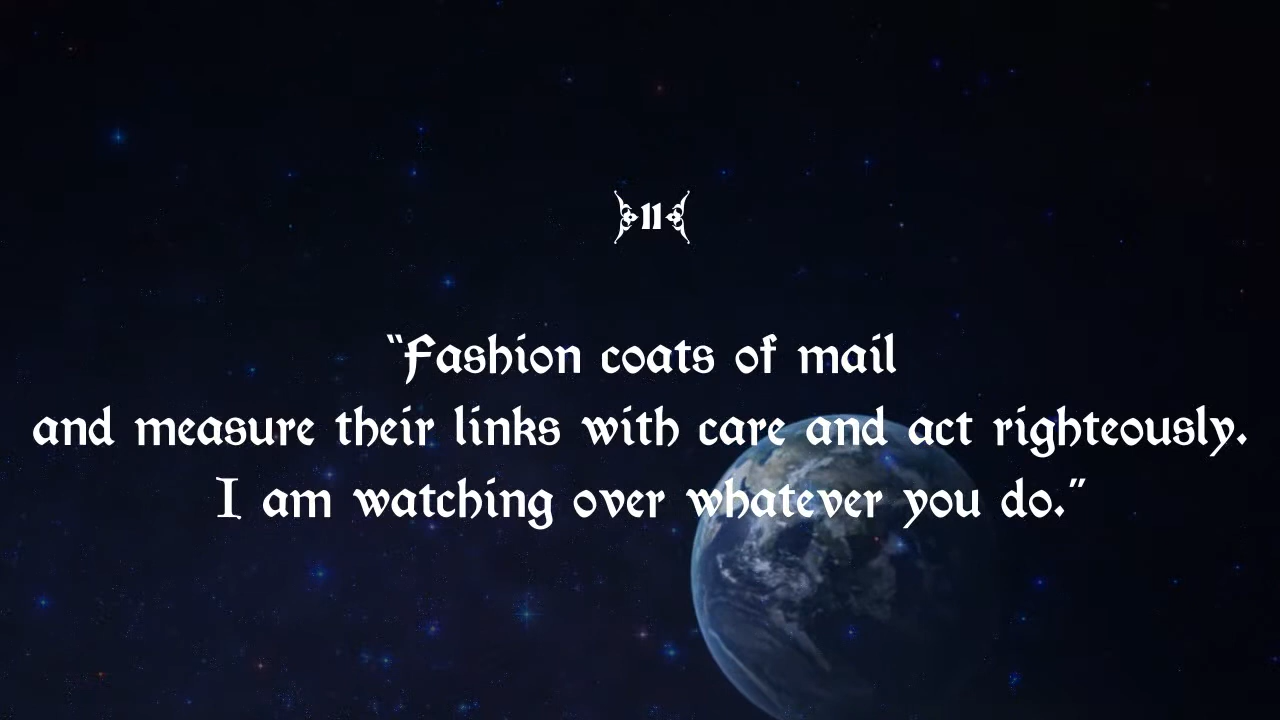 11
“Fashion coats of mail
and measure their links with care and act righteously.
I am watching over whatever you do.”